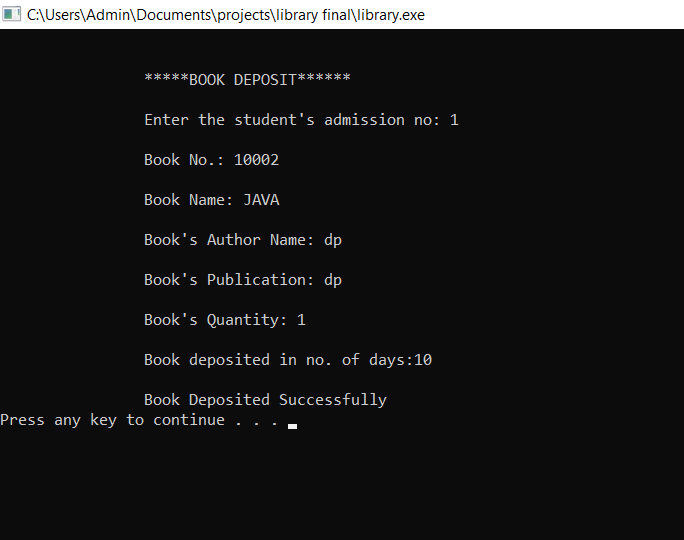 C:\Users\Admin\Documents\projects\library final\library.exe
*****BOOK DEPOSIT******
Enter the student's admission no: 1
Book No.: 10002
Book Name: JAVA
Book's Author Name: dp
Book's Publication: dp
Book's Quantity: 1
Book deposited in no. of days:10
Book Deposited Successfully
Press any key to continue . . .